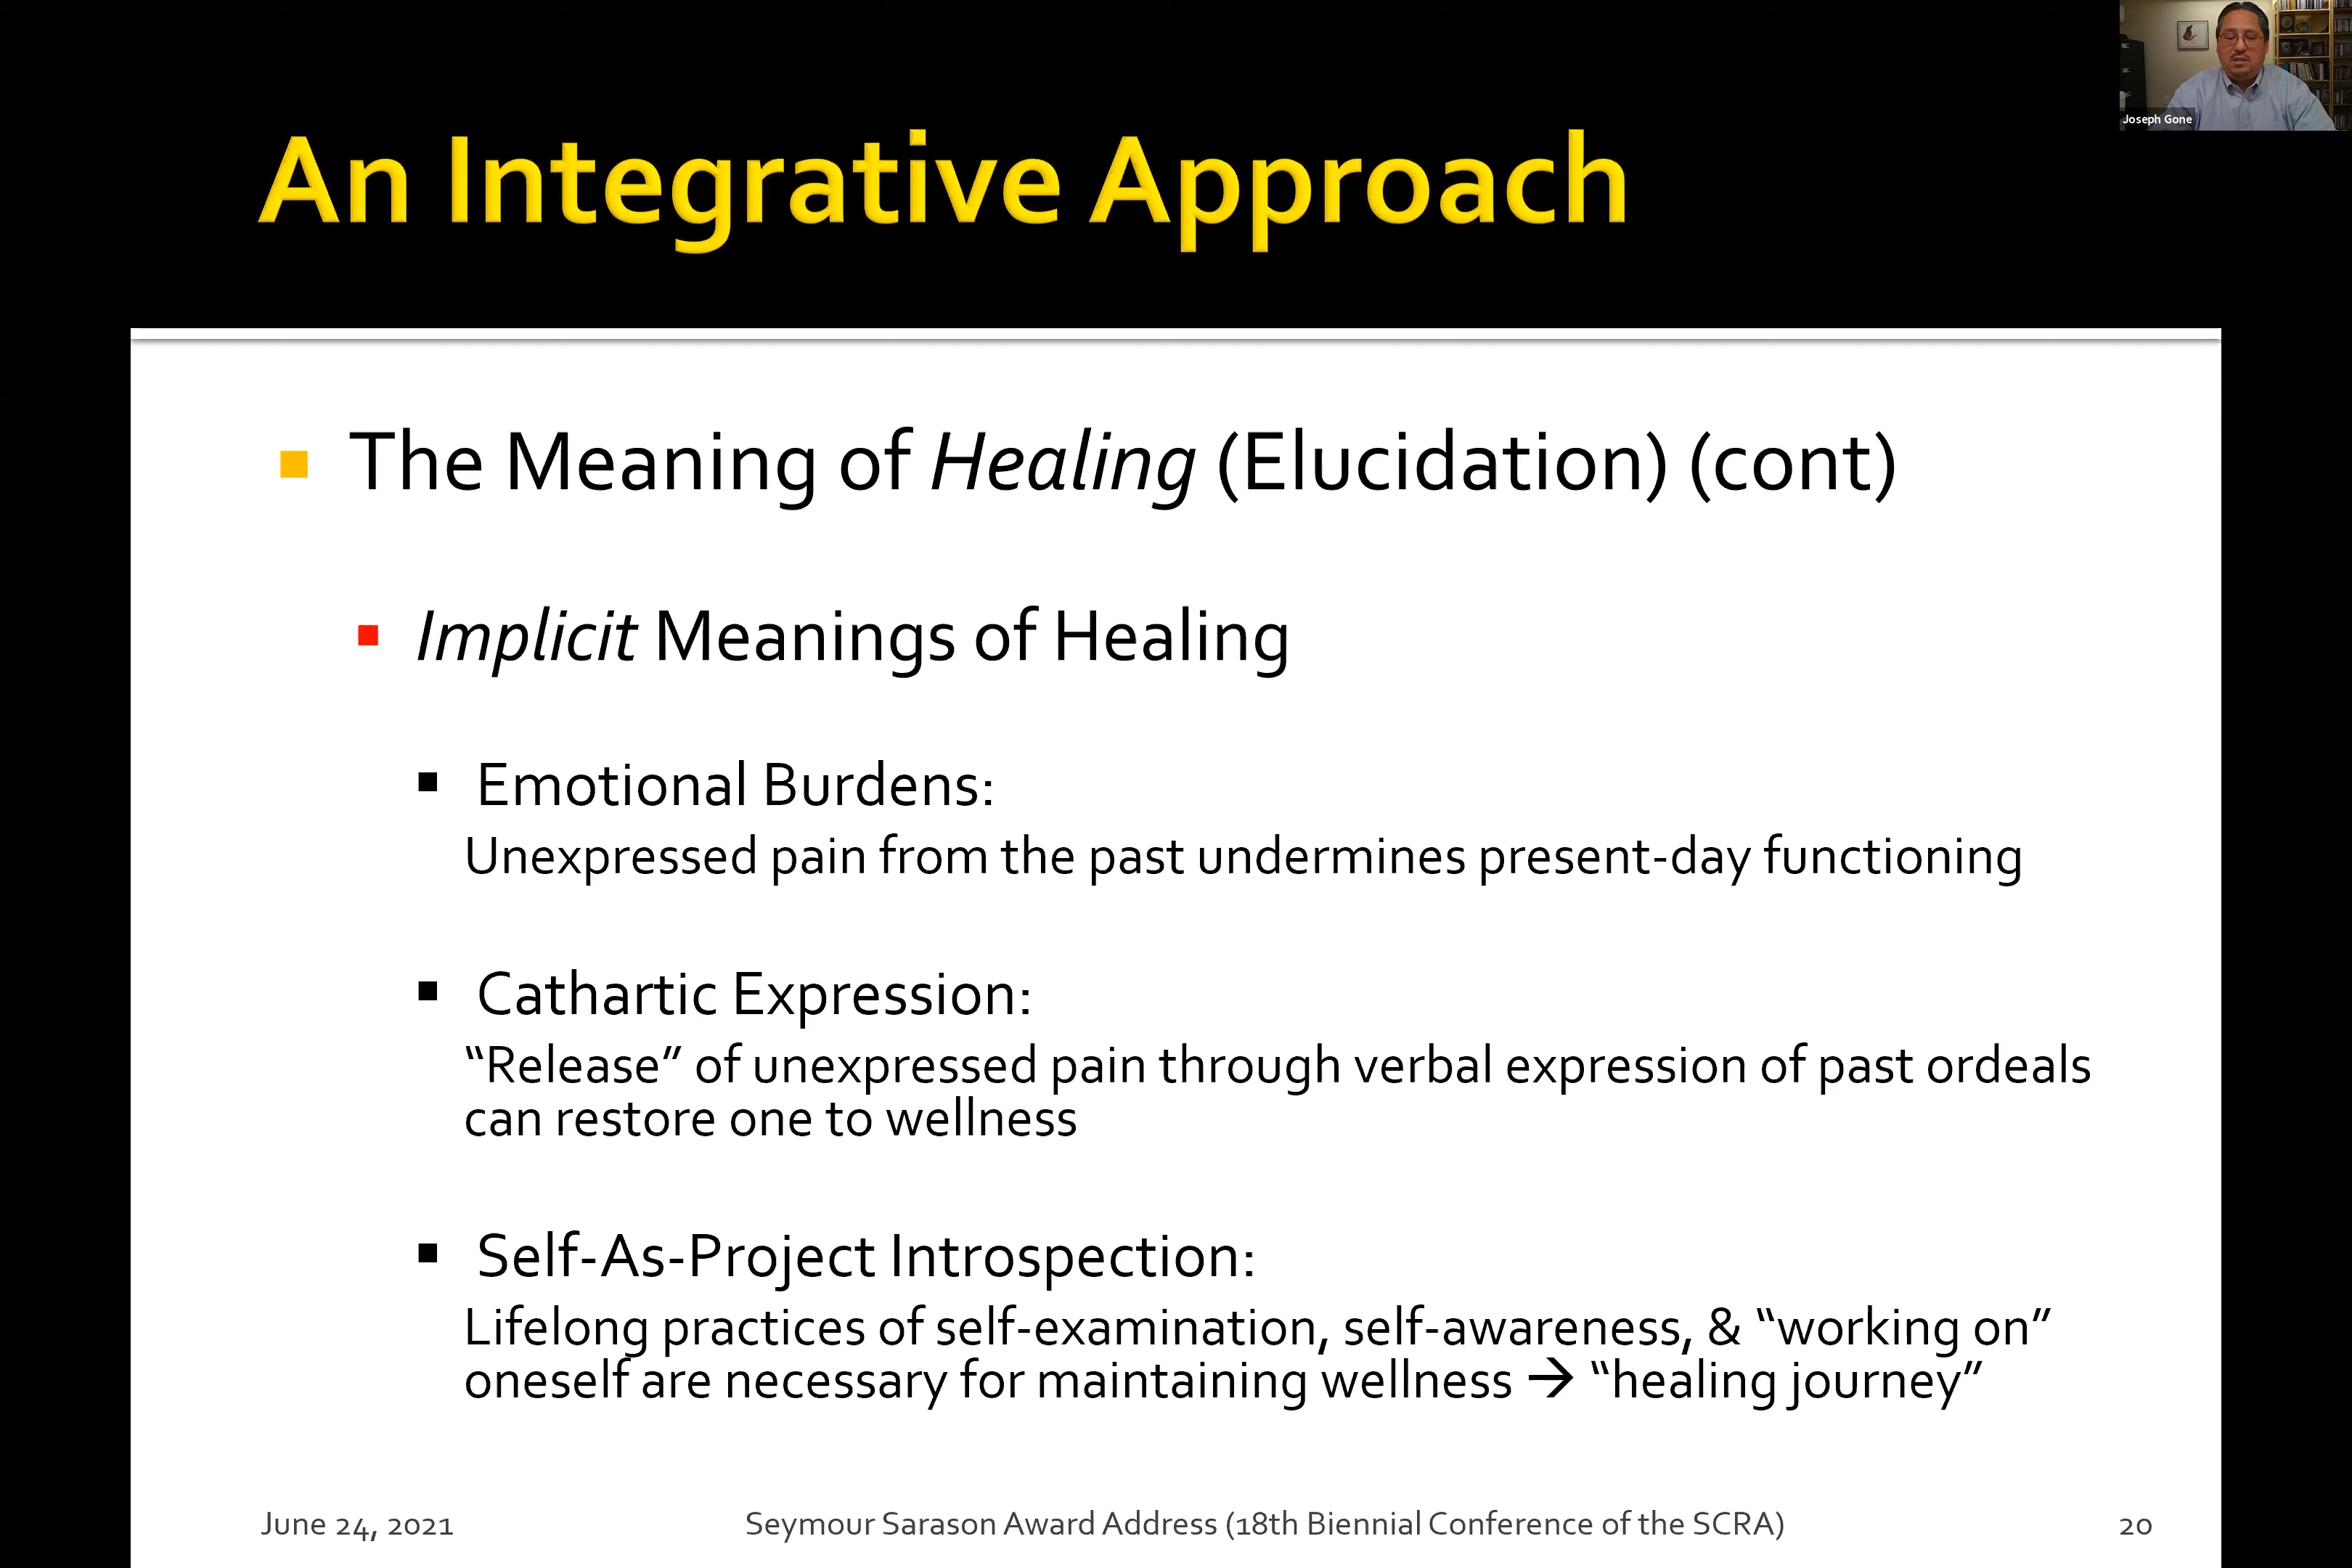 Joseph Gone
An Integrative Approach
The Meaning of Healing (Elucidation) (cont)
Implicit Meanings of Healing
Emotional Burdens:
Unexpressed pain from the past undermines present-day functioning
Cathartic Expression:
“Release” of unexpressed pain through verbal expression of past ordeals
can restore one to wellness
Self-As-Project Introspection:
Lifelong practices of self-examination, self-awareness, & “working on”
oneself are necessary for maintaining wellness → “healing journey”
June 24, 2021 Seymour Sarason Award Address (18th Biennial Conference of the SCRA) 20